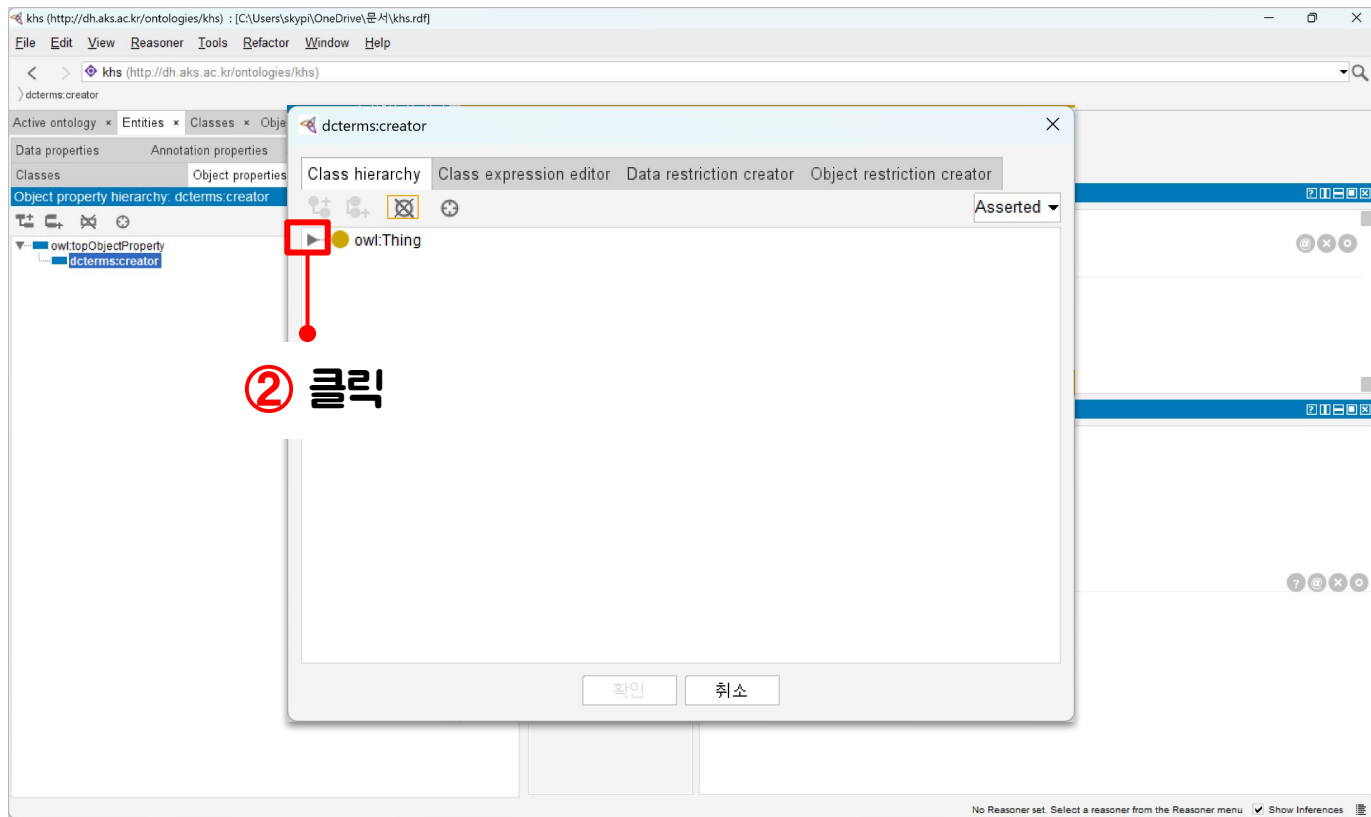 khs (http://dh.aks.ac.kr/ontologies/khs) : [C:\Users\skypi\OneDrive\문서\khs.rdf]
File Edit View Reasoner Tools Refactor Window Help
khs (http://dh.aks.ac.kr/ontologies/khs)
dcterms:creator
Active ontology × Entities × Classes × Obje
Data properties Annotation properties
Classes Object properties
Object property hierarchy: dcterms:creator
owl:topObjectProperty
dcterms:creator
dcterms:creator
Class hierarchy Class expression editor Data restriction creator Object restriction creator
Asserted
owl:Thing
② 클릭
확인 취소
No Reasoner set. Select a reasoner from the Reasoner menu Show Inferences